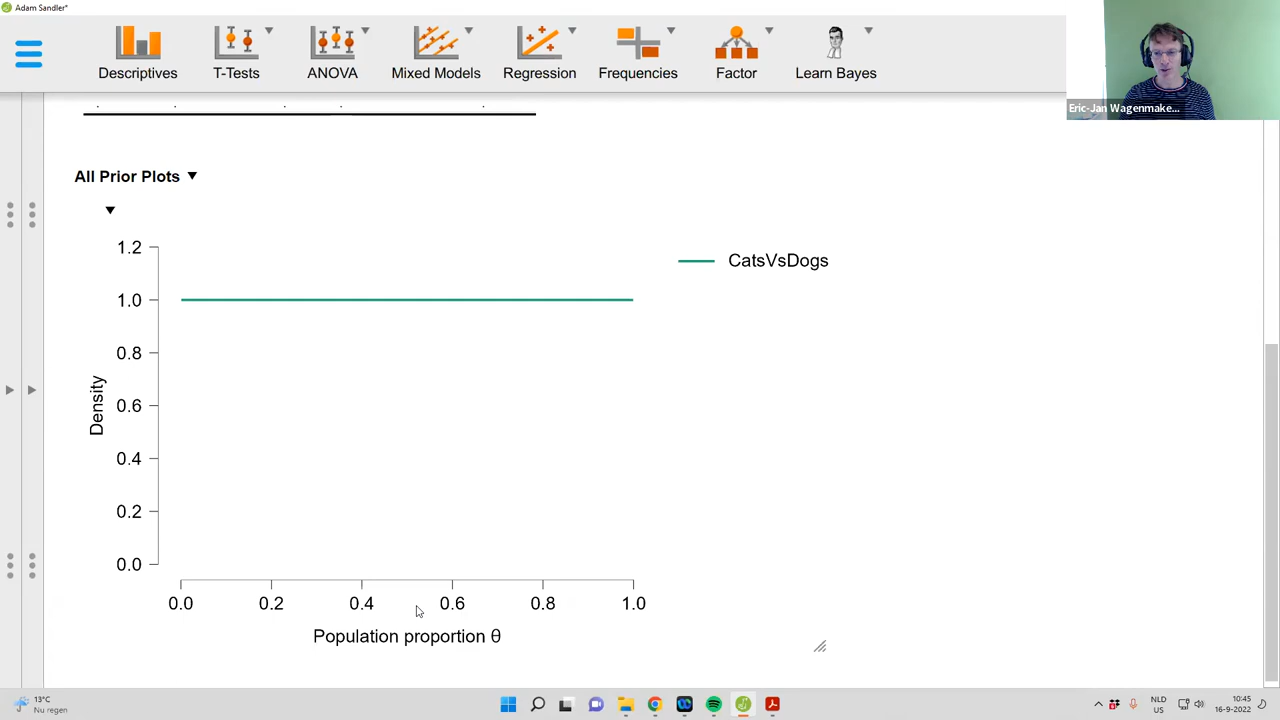 Adam Sandler*
Descriptives
T-Tests
ANOVA
Mixed Models
Regression
Frequencies
Factor
Learn Bayes
Eric-Jan Wagenmake...
All Prior Plots
1.2
1.0
0.8
0.6
0.4
0.2
0.0
Density
0.0 0.2 0.4 0.6 0.8 1.0
Population proportion θ
CatsVsDogs
13°C
Nu regen
NLD
US
10:45
16-9-2022